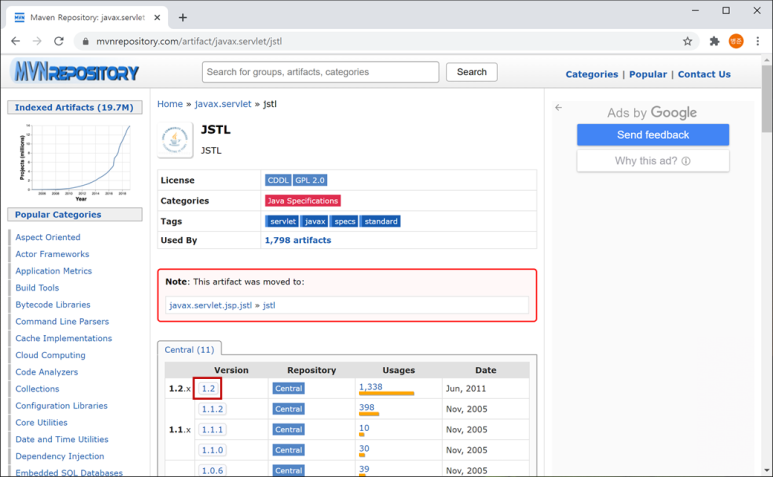 Maven Repository: javax.servlet
mvnrepository.com/artifact/javax.servlet/jstl
MVNREPOSITORY
Search for groups, artifacts, categories
Search
Categories | Popular | Contact Us
Indexed Artifacts (19.7M)
Projects (millions)
Year
Popular Categories
Aspect Oriented
Actor Frameworks
Application Metrics
Build Tools
Bytecode Libraries
Command Line Parsers
Cache Implementations
Cloud Computing
Code Analyzers
Collections
Configuration Libraries
Core Utilities
Date and Time Utilities
Dependency Injection
Embedded SQL Databases
Home » javax.servlet » jstl
JSTL
JSTL
License CDDL GPL 2.0
Categories Java Specifications
Tags servlet javax specs standard
Used By 1,798 artifacts
Note: This artifact was moved to:
javax.servlet.jsp.jstl » jstl
Central (11)
Version Repository Usages Date
1.2.x 1.2 Central 1,338 Jun, 2011
1.1.2 Central 398 Nov, 2005
1.1.x 1.1.1 Central 10 Nov, 2005
1.1.0 Central 30 Nov, 2005
1.0.6 Central 39 Nov, 2005
Ads by Google
Send feedback
Why this ad?